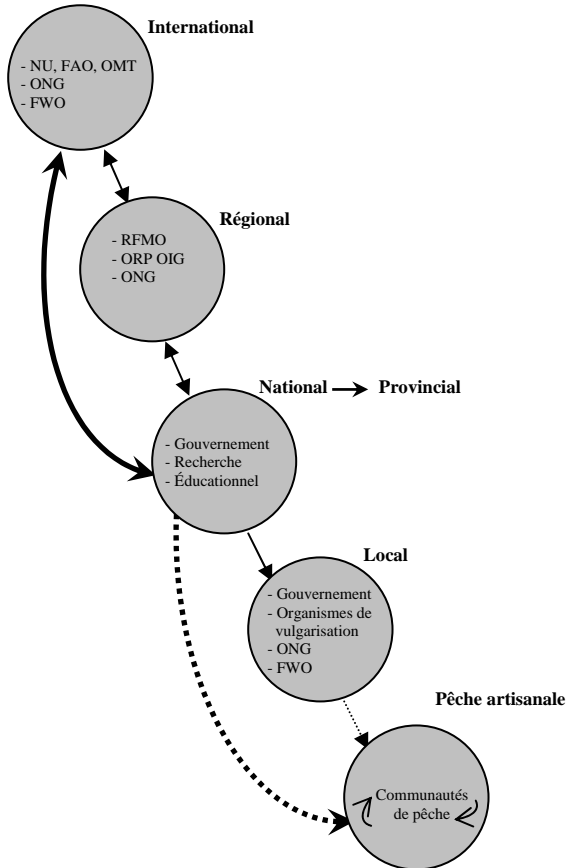 International
- NU, FAO, OMT
- ONG
- FWO
Régional
- RFMO
- ORP OIG
- ONG
National
Provincial
- Gouvernement
- Recherche
- Éducationnel
Local
- Gouvernement
- Organismes de
vulgarisation
- ONG
- FWO
Pêche artisanale
Communautés
de pêche